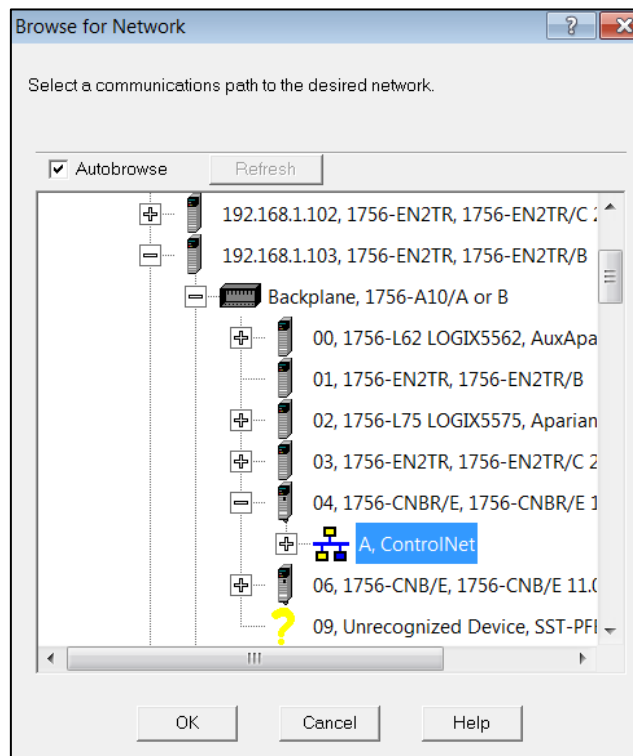 Browse for Network
Select a communications path to the desired network.
Autobrowse
Refresh
192.168.1.102, 1756-EN2TR, 1756-EN2TR/C 2
192.168.1.103, 1756-EN2TR, 1756-EN2TR/B
Backplane, 1756-A10/A or B
00, 1756-L62 LOGIX5562, AuxApa
01, 1756-EN2TR, 1756-EN2TR/B
02, 1756-L75 LOGIX5575, Aparian
03, 1756-EN2TR, 1756-EN2TR/C 2
04, 1756-CNBR/E, 1756-CNBR/E 1
A, ControlNet
06, 1756-CNB/E, 1756-CNB/E 11.0
09, Unrecognized Device, SST-PF
OK
Cancel
Help